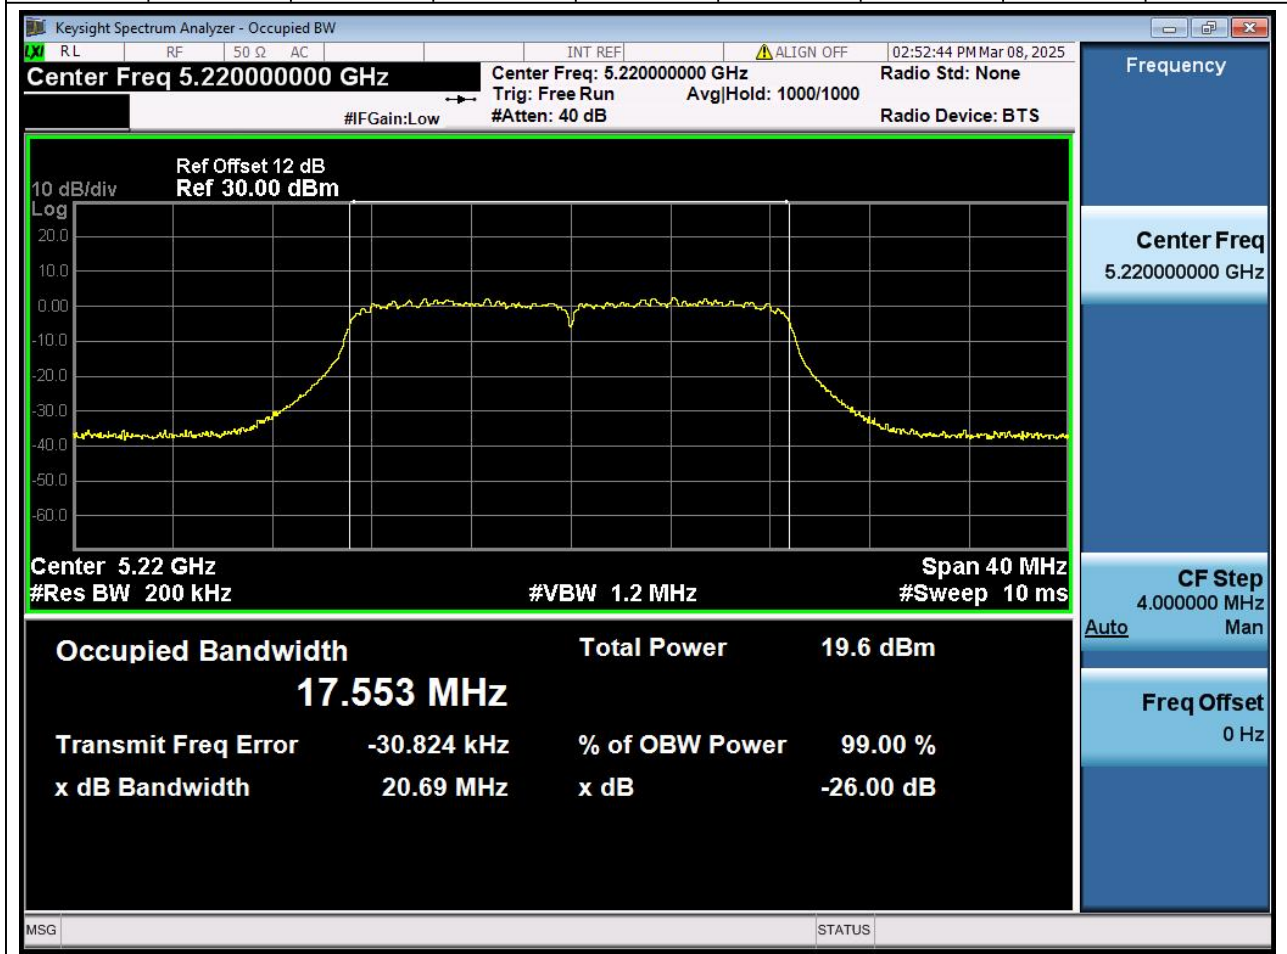 Keysight Spectrum Analyzer - Occupied BW
LXI RL RF 50 Ω AC INT REF ALIGN OFF 02:52:44 PM Mar 08, 2025
Center Freq 5.220000000 GHz
Center Freq: 5.220000000 GHz
Radio Std: None
Trig: Free Run
Avg|Hold: 1000/1000
#IFGain:Low
#Atten: 40 dB
Radio Device: BTS
Ref Offset 12 dB
10 dB/div
Ref 30.00 dBm
Log
20.0
10.0
0.00
-10.0
-20.0
-30.0
-40.0
-50.0
-60.0
Center 5.22 GHz
Span 40 MHz
#Res BW 200 kHz
#VBW 1.2 MHz
#Sweep 10 ms
Occupied Bandwidth
17.553 MHz
Total Power 19.6 dBm
Transmit Freq Error -30.824 kHz
% of OBW Power 99.00 %
x dB Bandwidth 20.69 MHz
x dB -26.00 dB
MSG
STATUS
Frequency
Center Freq
5.220000000 GHz
CF Step
4.000000 MHz
Auto Man
Freq Offset
0 Hz